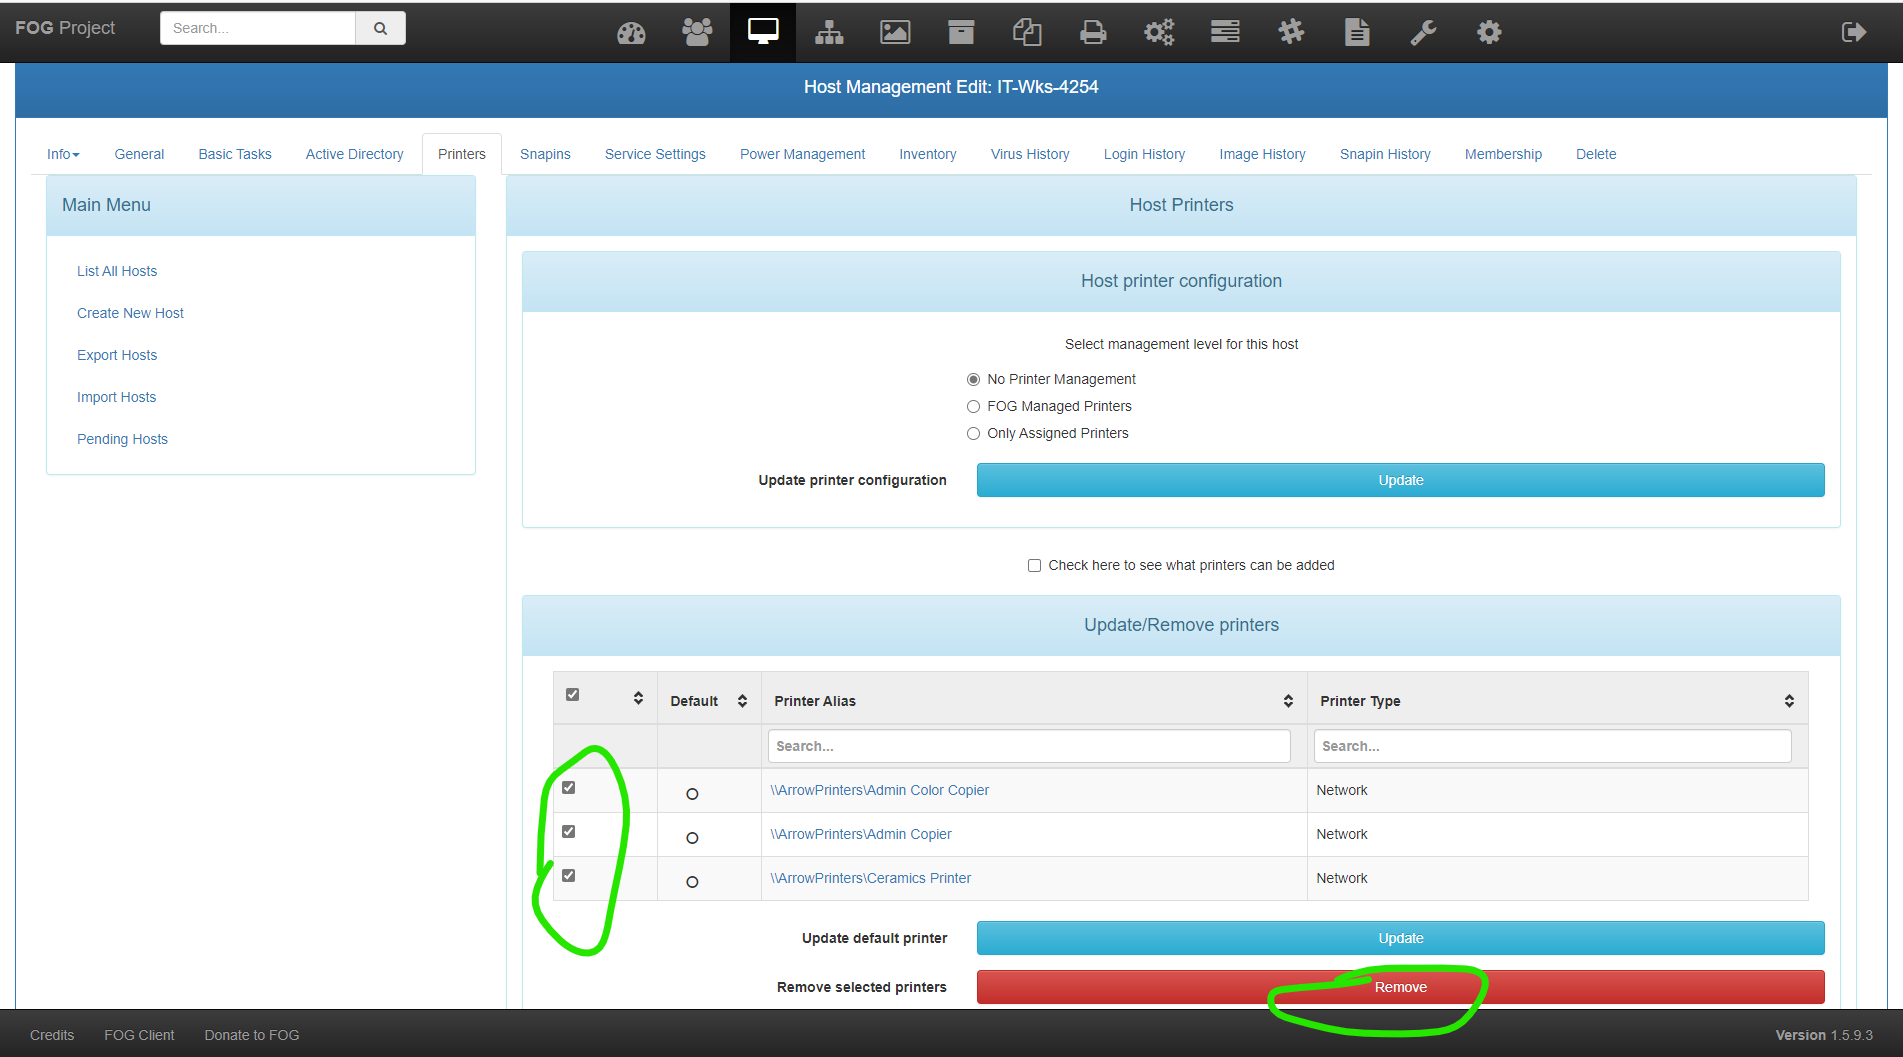 FOG Project
Search...
Host Management Edit: IT-Wks-4254
Info General Basic Tasks Active Directory Printers Snapins Service Settings Power Management Inventory Virus History Login History Image History Snapin History Membership Delete
Main Menu
List All Hosts
Create New Host
Export Hosts
Import Hosts
Pending Hosts
Host Printers
Host printer configuration
Select management level for this host
No Printer Management
FOG Managed Printers
Only Assigned Printers
Update printer configuration Update
Check here to see what printers can be added
Update/Remove printers
Default Printer Alias Printer Type
Search... Search...
\\ArrowPrinters\Admin Color Copier Network
\\ArrowPrinters\Admin Copier Network
\\ArrowPrinters\Ceramics Printer Network
Update default printer Update
Remove selected printers Remove
Credits FOG Client Donate to FOG Version 1.5.9.3